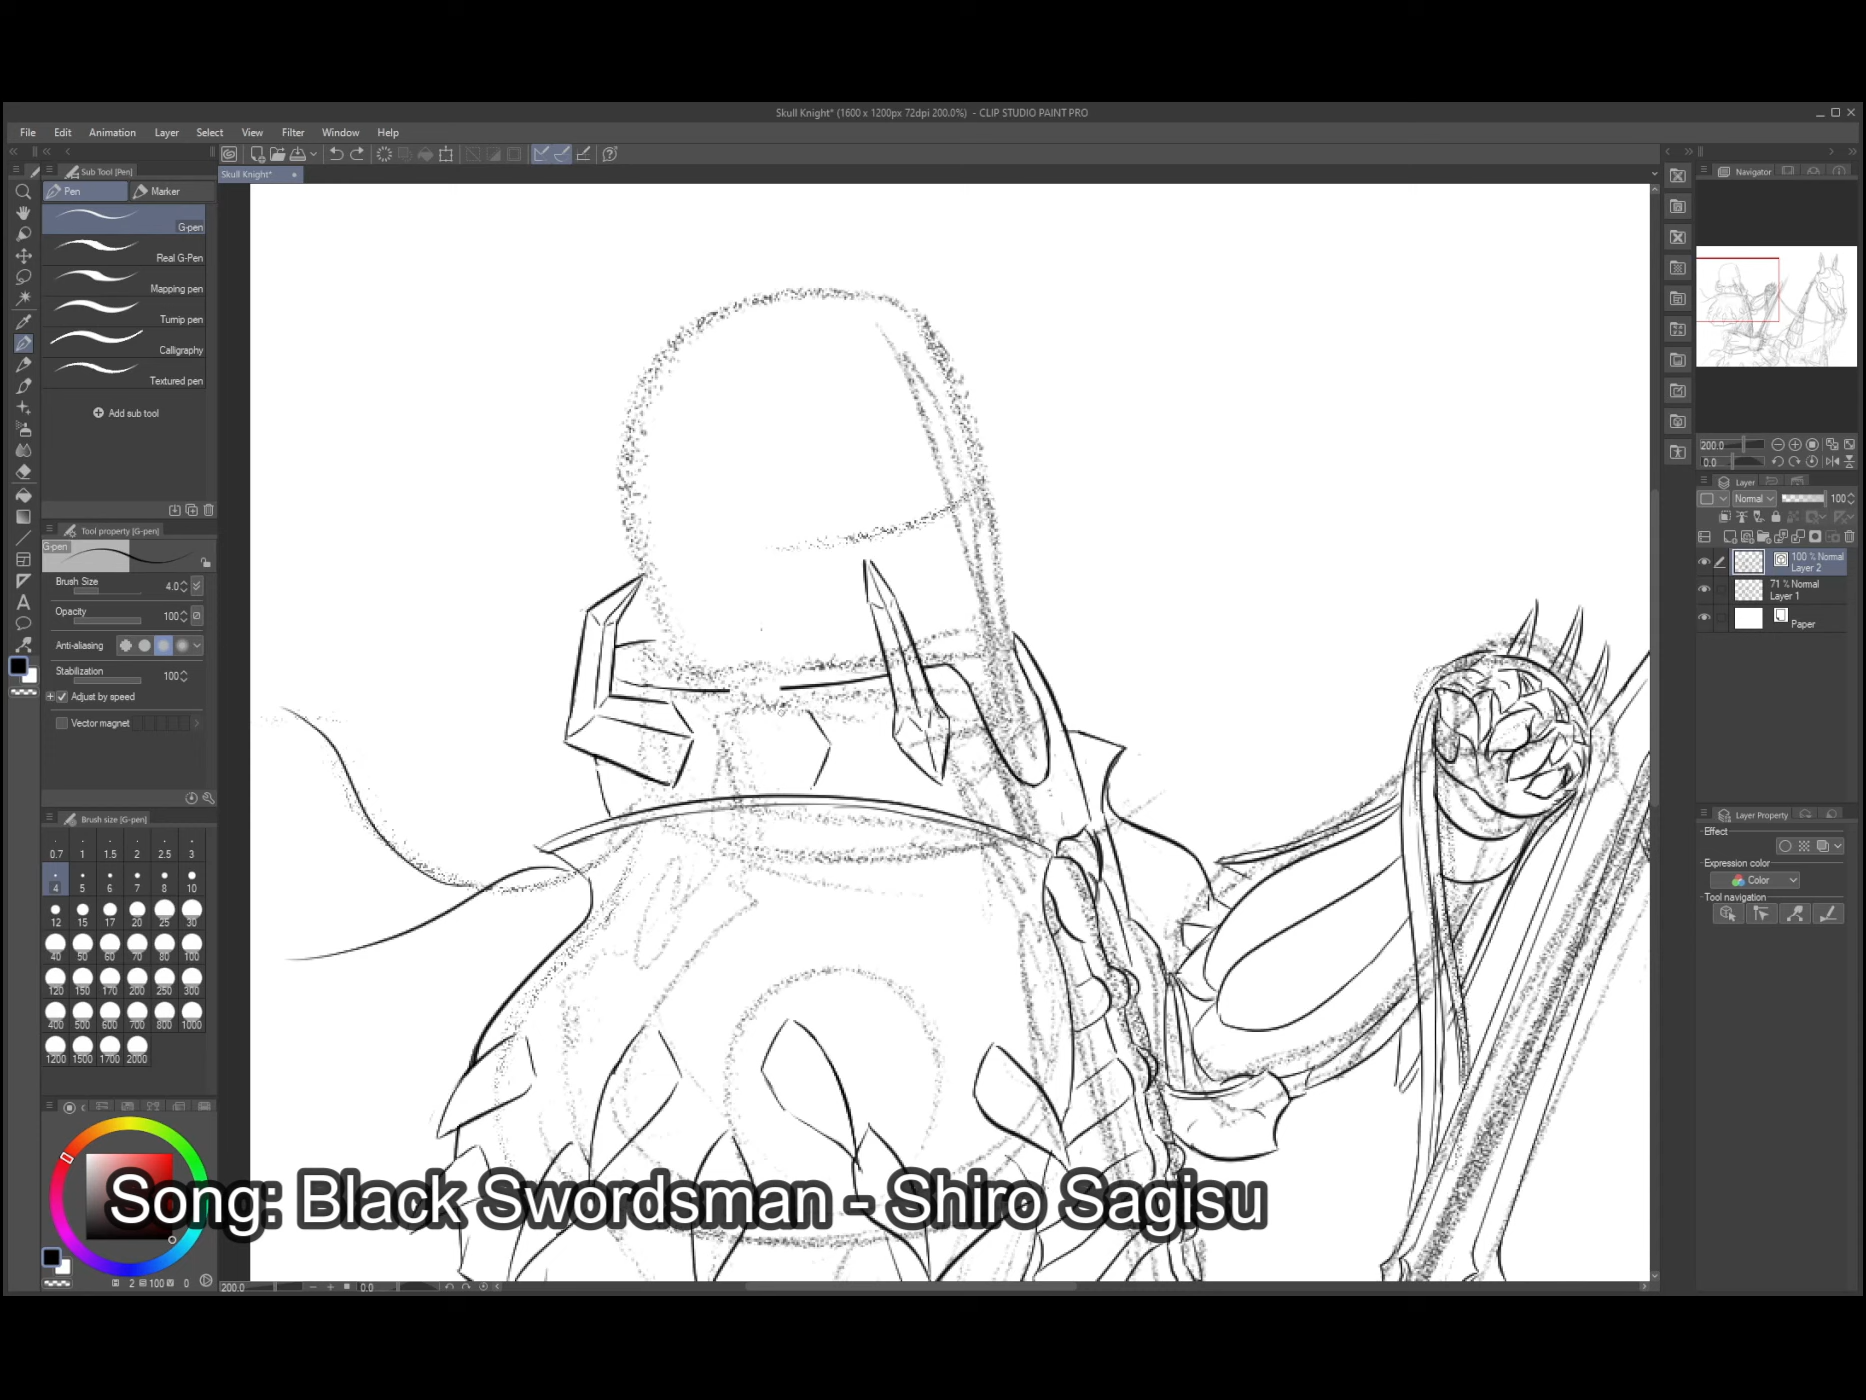 Skull Knight* (1600 x 1200px 72dpi 200.0%) - CLIP STUDIO PAINT PRO
File Edit Animation Layer Select View Filter Window Help
Sub Tool [Pen]
Pen Marker
G-pen
Real G-Pen
Mapping pen
Turnip pen
Calligraphy
Textured pen
Add sub tool
Tool property [G-pen]
G-pen
Brush Size 4.0
Opacity 100
Anti-aliasing
Stabilization 100
Adjust by speed
Vector magnet
Brush size [G-pen]
0.7 1 1.5 2 2.5 3
4 5 6 7 8 10
12 15 17 20 25 30
40 50 60 70 80 100
120 150 170 200 250 300
400 500 600 700 800 1000
1200 1500 1700 2000
2 100 0
Skull Knight*
200.0 0.0
Navigator
200.0
0.0
Layer
Normal 100
100 % Normal
Layer 2
71 % Normal
Layer 1
Paper
Layer Property
Effect
Expression color
Color
Tool navigation
Song: Black Swordsman - Shiro Sagisu